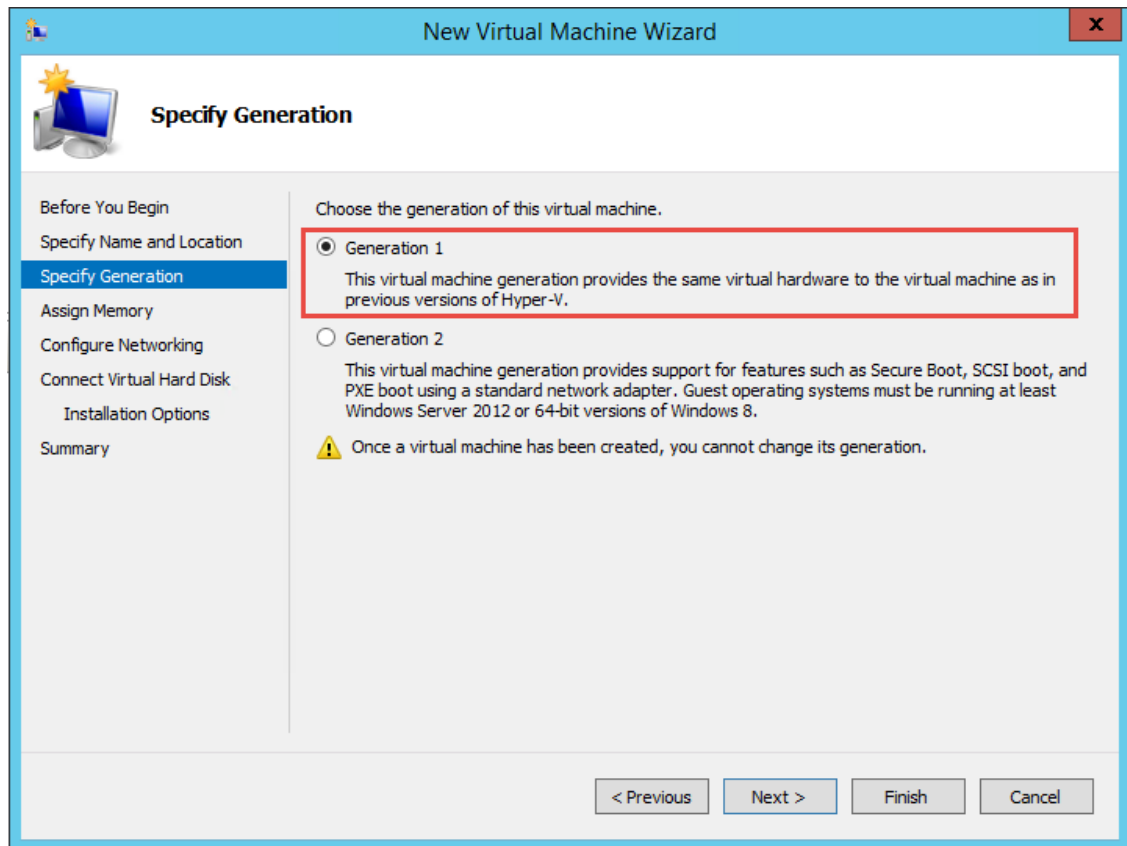 New Virtual Machine Wizard
x
Specify Generation
Before You Begin
Specify Name and Location
Specify Generation
Assign Memory
Configure Networking
Connect Virtual Hard Disk
Installation Options
Summary
Choose the generation of this virtual machine.
Generation 1
This virtual machine generation provides the same virtual hardware to the virtual machine as in
previous versions of Hyper-V.
Generation 2
This virtual machine generation provides support for features such as Secure Boot, SCSI boot, and
PXE boot using a standard network adapter. Guest operating systems must be running at least
Windows Server 2012 or 64-bit versions of Windows 8.
Once a virtual machine has been created, you cannot change its generation.
< Previous
Next >
Finish
Cancel